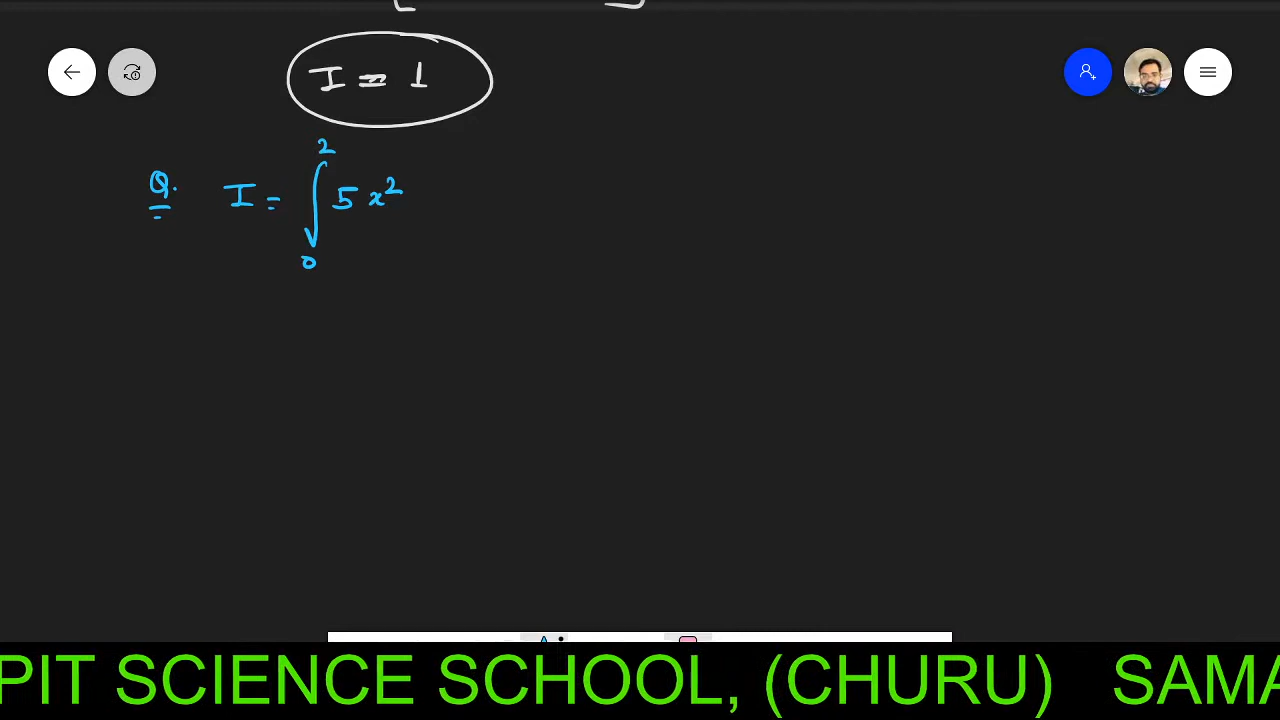 I = 1
Q. I = ∫₀² 5x²
PIT SCIENCE SCHOOL, (CHURU) SAMA